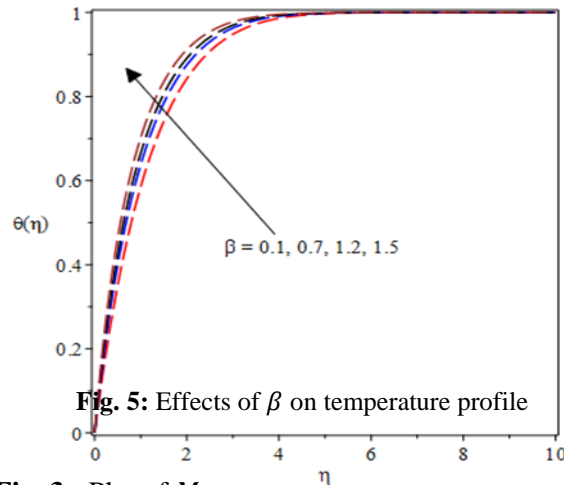 1
0.8
0.6
θ(η)
β = 0.1, 0.7, 1.2, 1.5
0.4
0.2
Fig. 5: Effects of β on temperature profile
0
0 2 4 6 8 10
η